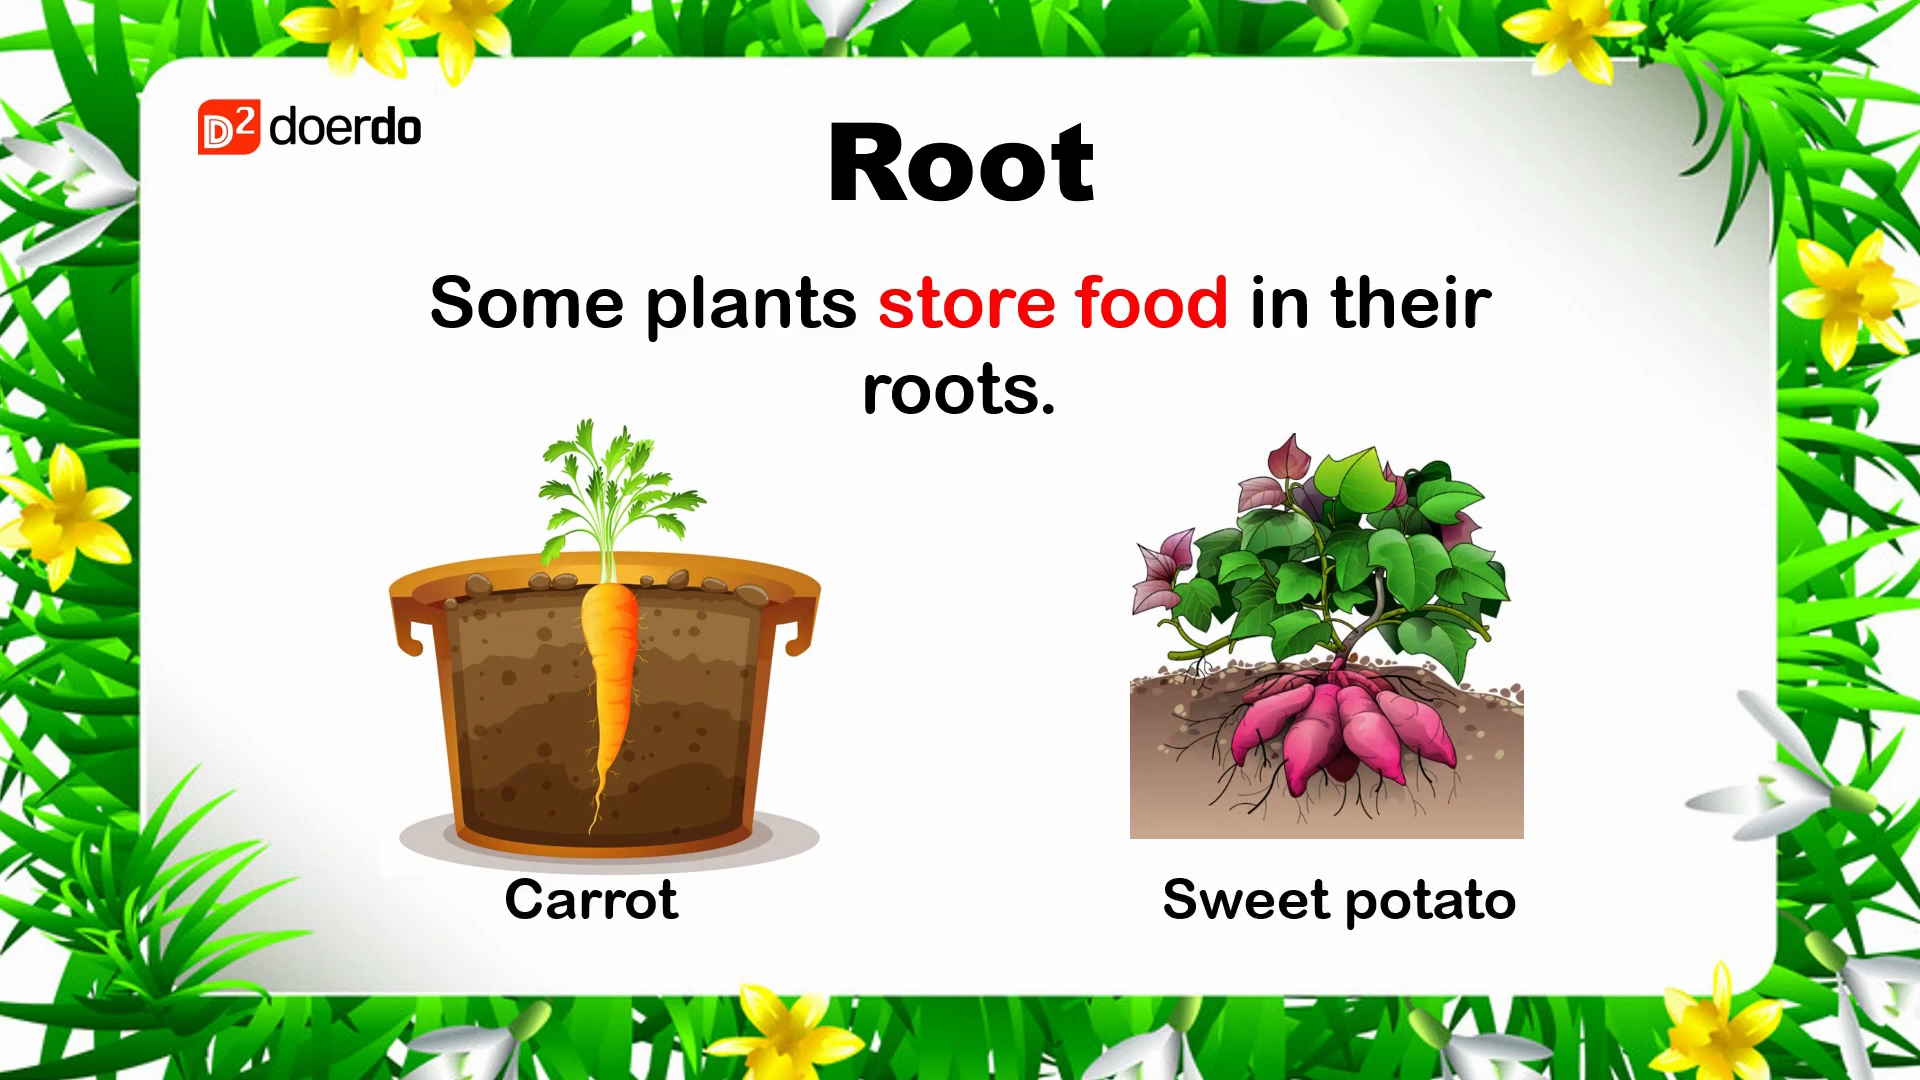 D2 doerdo
Root
Some plants store food in their
roots.
Carrot
Sweet potato